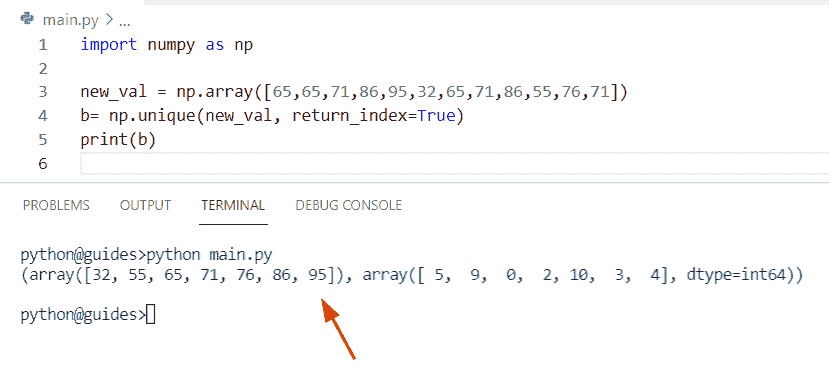 main.py > ...
1 import numpy as np
2
3 new_val = np.array([65,65,71,86,95,32,65,71,86,55,76,71])
4 b= np.unique(new_val, return_index=True)
5 print(b)
6
PROBLEMS OUTPUT TERMINAL DEBUG CONSOLE
python@guides>python main.py
(array([32, 55, 65, 71, 76, 86, 95]), array([ 5,  9,  0,  2, 10,  3,  4], dtype=int64))
python@guides>